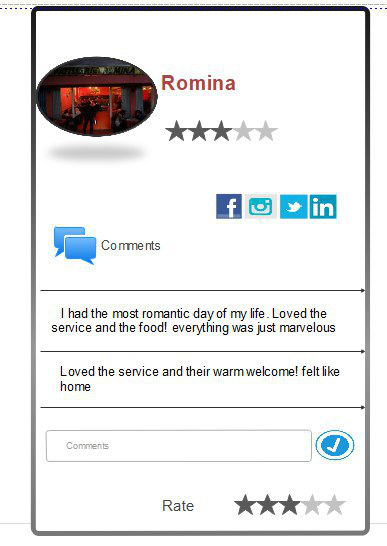 Romina
Comments
I had the most romantic day of my life. Loved the
service and the food! everything was just marvelous
Loved the service and their warm welcome! felt like
home
Comments
Rate